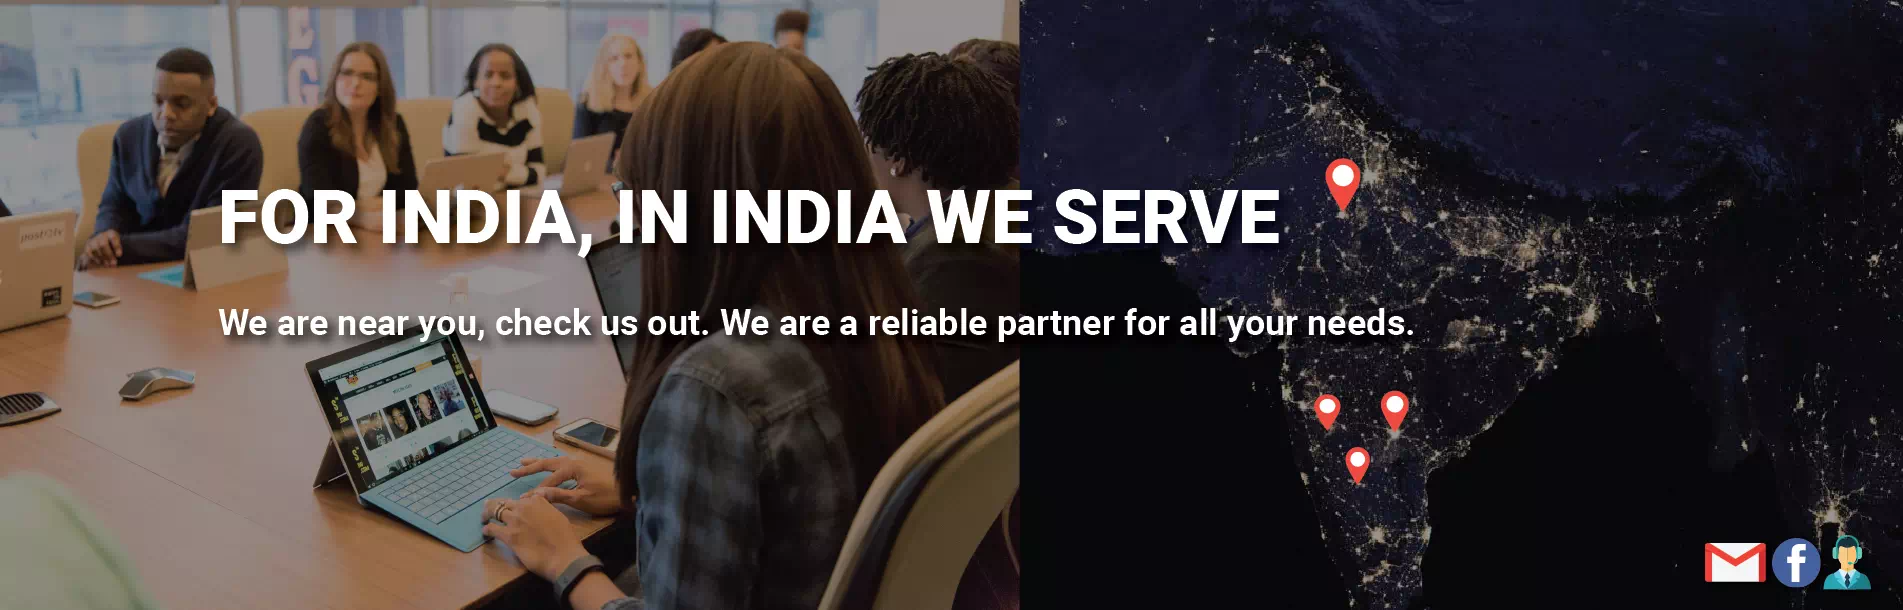 FOR INDIA, IN INDIA WE SERVE
We are near you, check us out. We are a reliable partner for all your needs.